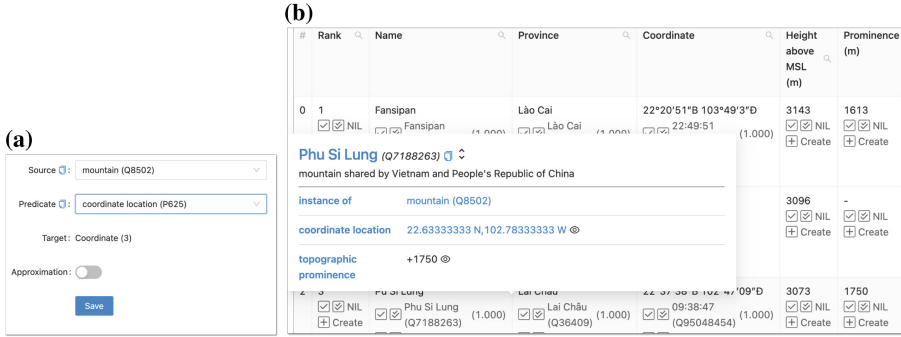 (a)
Source : mountain (Q8502)
Predicate : coordinate location (P625)
Target : Coordinate (3)
Approximation :
Save
(b)
# Rank Name Province Coordinate Height above MSL (m) Prominence (m)
0 1 Fansipan Lào Cai 22°20′51″B 103°49′3″Đ 3143 1613
NIL Fansipan (1.000) Lào Cai (1.000) 22:49:51 (1.000) NIL NIL
Create Create
Phu Si Lung (Q7188263)
mountain shared by Vietnam and People's Republic of China
instance of mountain (Q8502)
coordinate location 22.63333333 N,102.78333333 W
topographic prominence +1750
3096 -
NIL NIL
Create Create
2 3 Phu Si Lung Lai Châu 22°37′38″B 102°47′09″Đ 3073 1750
NIL Phu Si Lung (Q7188263) (1.000) Lai Châu (Q36409) (1.000) 09:38:47 (Q95048454) (1.000) NIL NIL
Create Create Create